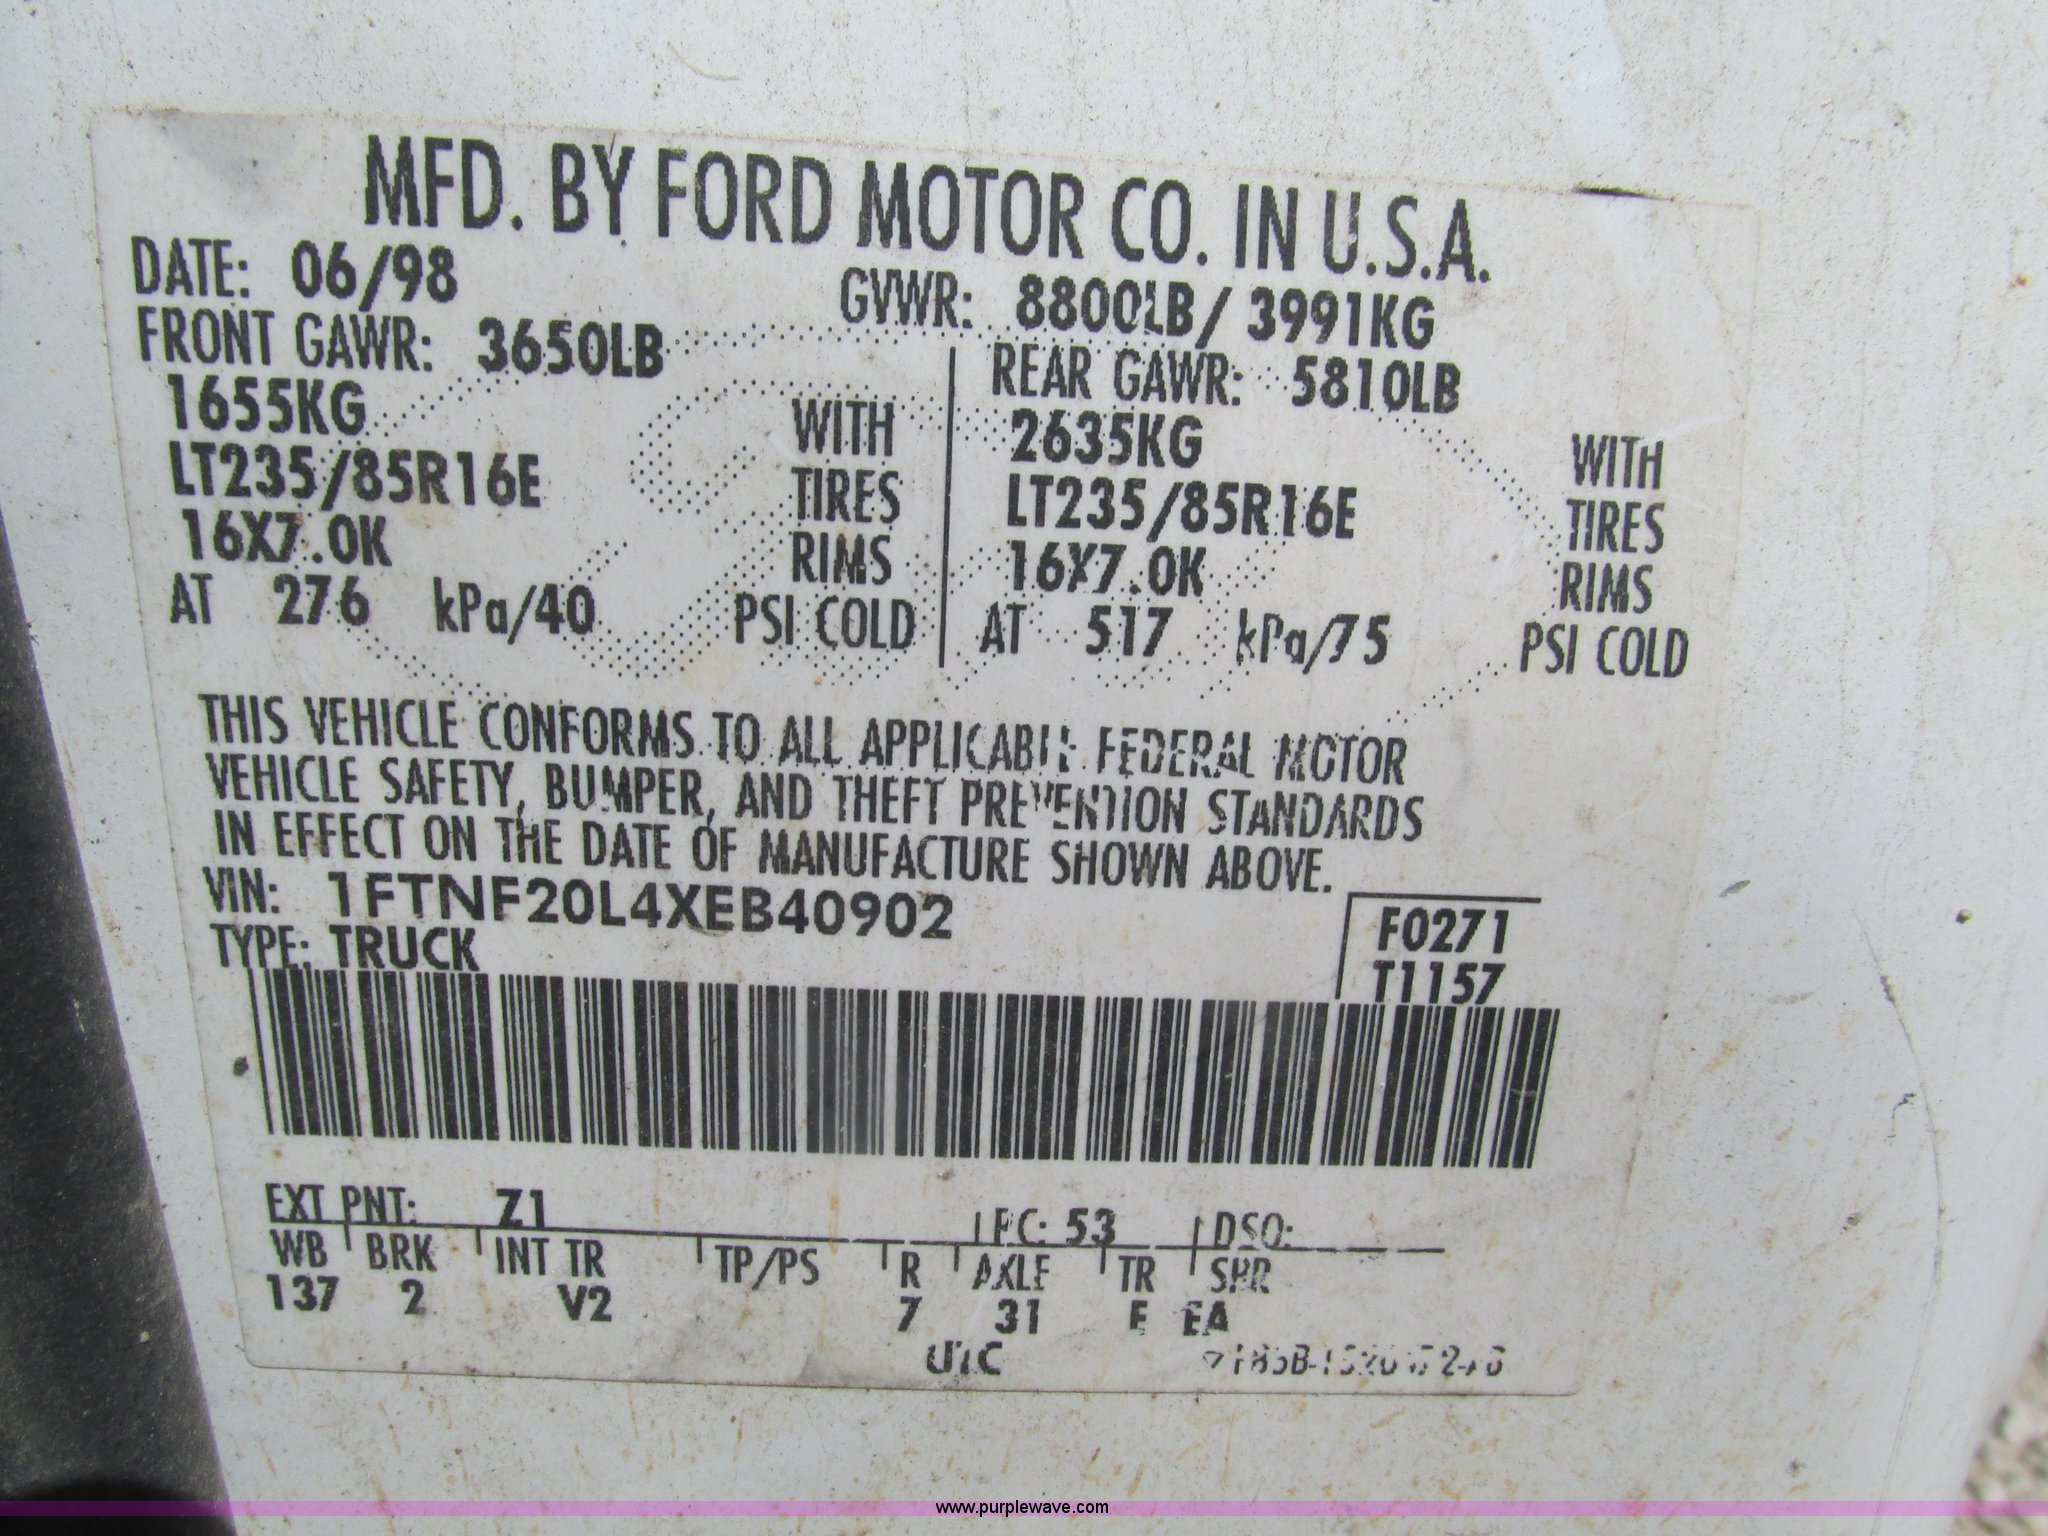 MFD. BY FORD MOTOR CO. IN U.S.A.
DATE: 06/98 GVWR: 8800LB/ 3991KG
FRONT GAWR: 3650LB REAR GAWR: 5810LB
1655KG WITH 2635KG WITH
LT235/85R16E TIRES LT235/85R16E TIRES
16X7.0K RIMS 16X7.0K RIMS
AT 276 kPa/40 PSI COLD AT 517 kPa/75 PSI COLD
THIS VEHICLE CONFORMS TO ALL APPLICABLE FEDERAL MOTOR
VEHICLE SAFETY, BUMPER, AND THEFT PREVENTION STANDARDS
IN EFFECT ON THE DATE OF MANUFACTURE SHOWN ABOVE.
VIN: 1FTNF20L4XEB40902 F0271
TYPE: TRUCK T1157
EXT PNT: Z1 RC: 53 DSO:
WB BRK INT TR TP/PS R AXLE TR SPR
137 2 V2 7 31 E EA
UTC
www.purplewave.com